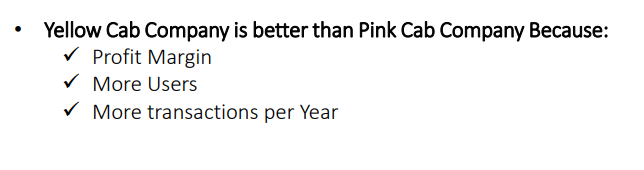 • Yellow Cab Company is better than Pink Cab Company Because:
✓ Profit Margin
✓ More Users
✓ More transactions per Year